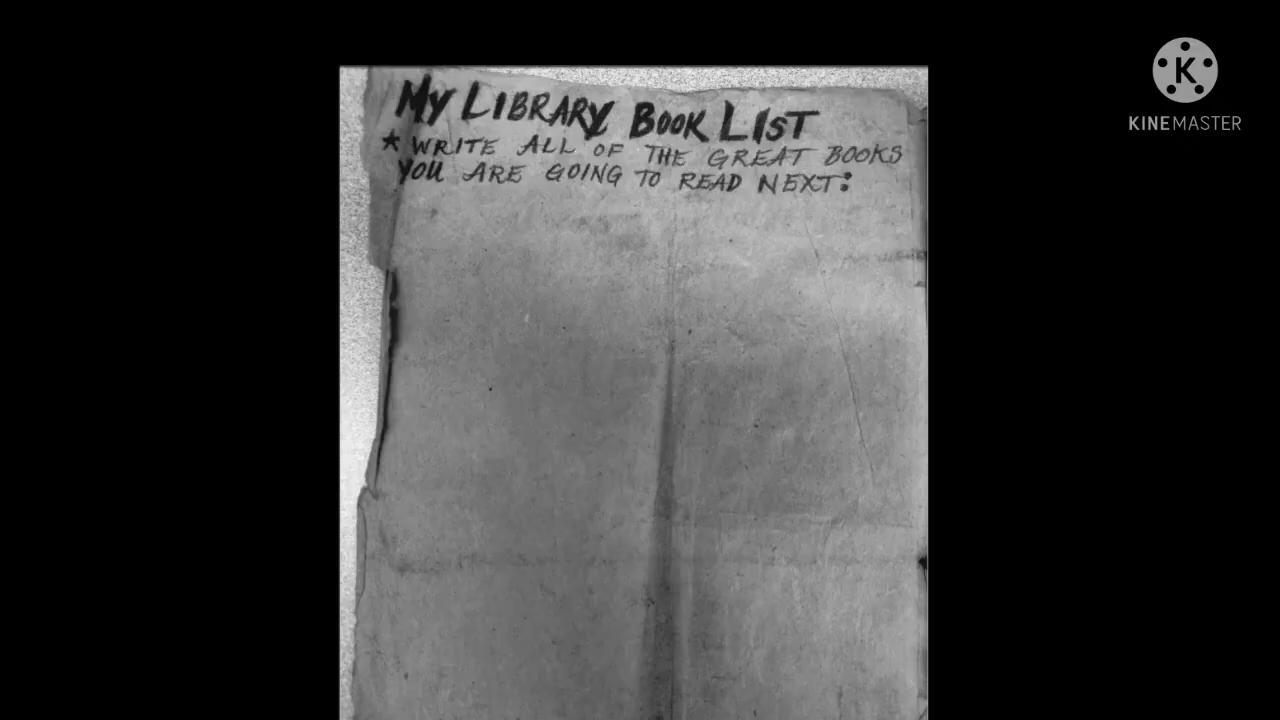 MY LIBRARY BOOK LIST
* WRITE ALL OF THE GREAT BOOKS
YOU ARE GOING TO READ NEXT:
K
KINEMASTER